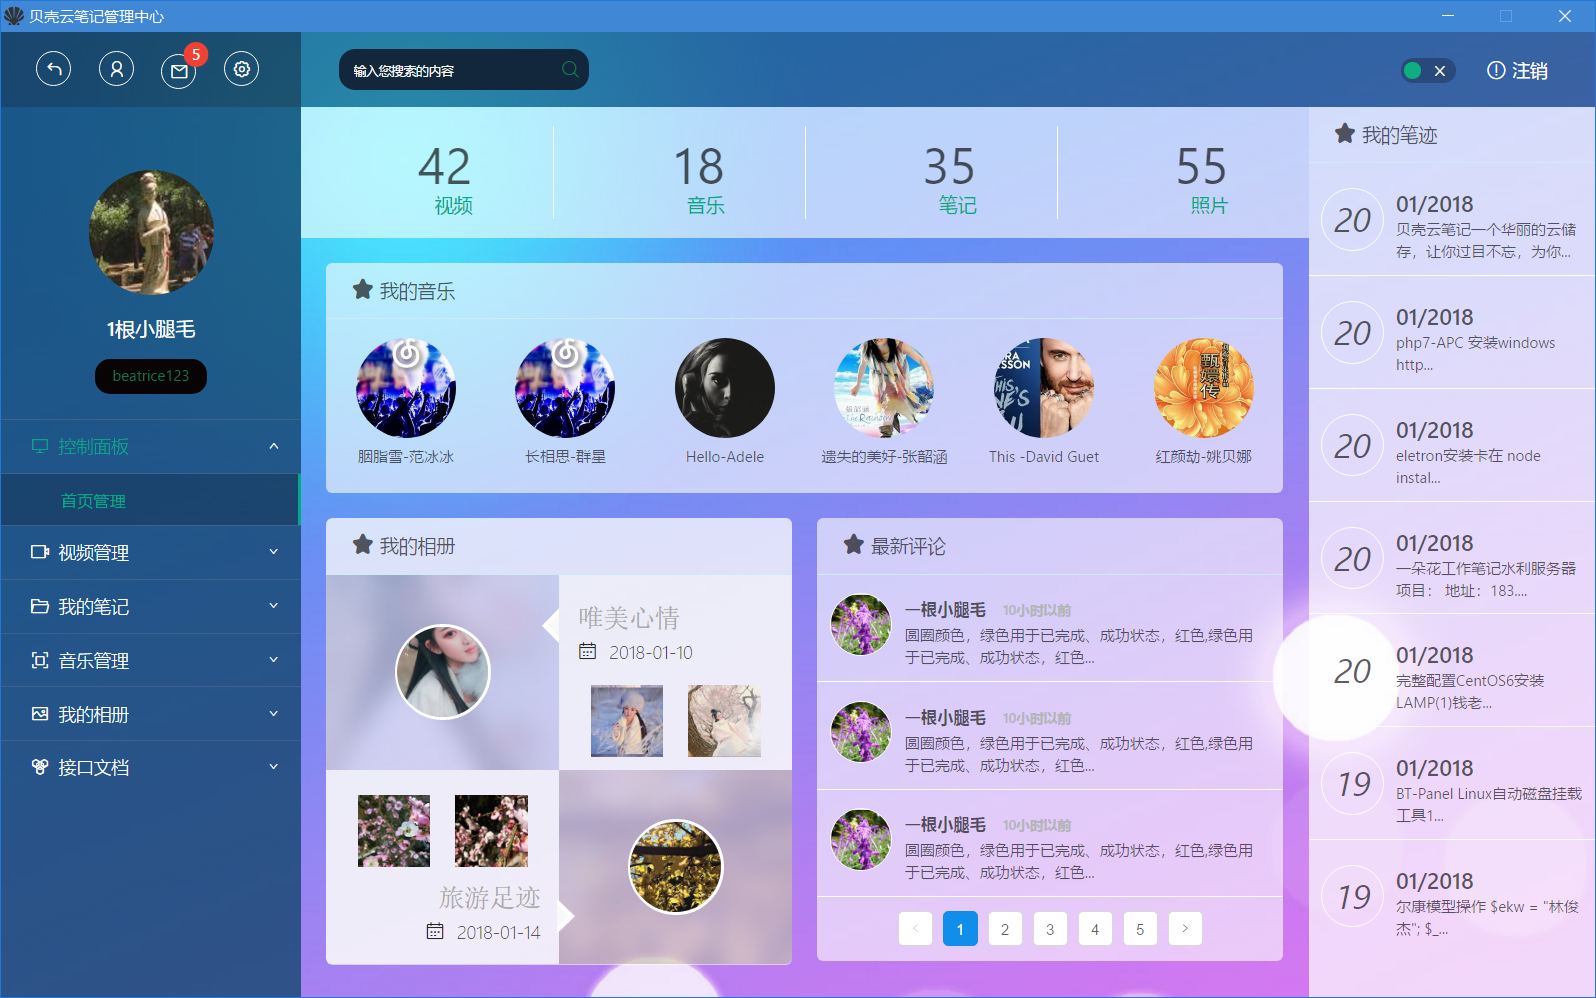 贝壳云笔记管理中心
5
输入您搜索的内容
注销
1根小腿毛
beatrice123
控制面板
首页管理
视频管理
我的笔记
音乐管理
我的相册
接口文档
42
视频
18
音乐
35
笔记
55
照片
我的音乐
胭脂雪-范冰冰
长相思-群星
Hello-Adele
遗失的美好-张韶涵
This -David Guet
红颜劫-姚贝娜
我的相册
唯美心情
2018-01-10
旅游足迹
2018-01-14
最新评论
一根小腿毛 10小时以前
圆圈颜色，绿色用于已完成、成功状态，红色,绿色用
于已完成、成功状态，红色...
一根小腿毛 10小时以前
圆圈颜色，绿色用于已完成、成功状态，红色,绿色用
于已完成、成功状态，红色...
一根小腿毛 10小时以前
圆圈颜色，绿色用于已完成、成功状态，红色,绿色用
于已完成、成功状态，红色...
< 1 2 3 4 5 >
我的笔迹
20
01/2018
贝壳云笔记一个华丽的云储
存，让你过目不忘，为你...
20
01/2018
php7-APC 安装windows
http...
20
01/2018
eletron安装卡在 node
instal...
20
01/2018
一朵花工作笔记水利服务器
项目： 地址：183....
20
01/2018
完整配置CentOS6安装
LAMP(1)钱老...
19
01/2018
BT-Panel Linux自动磁盘挂载
工具1...
19
01/2018
尔康模型操作 $ekw = "林俊
杰"; $_...